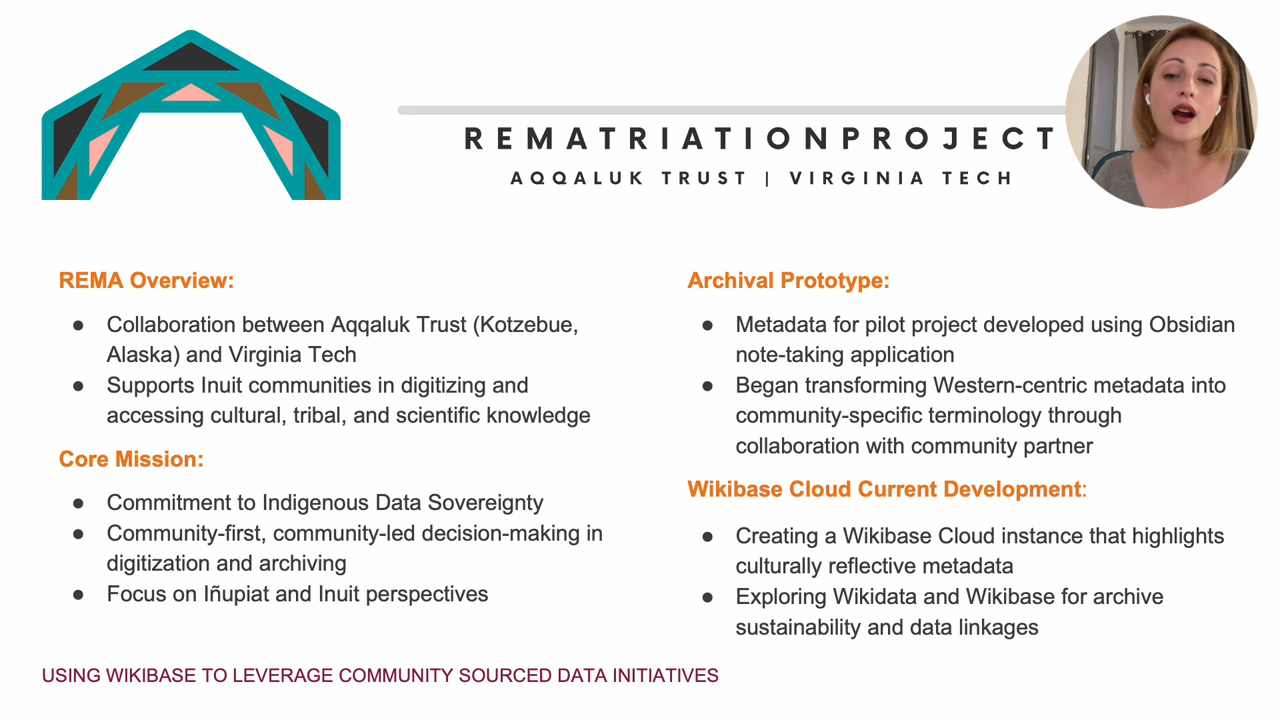 REMATRIATIONPROJECT
AQQALUK TRUST | VIRGINIA TECH
REMA Overview:
● Collaboration between Aqqaluk Trust (Kotzebue,
Alaska) and Virginia Tech
● Supports Inuit communities in digitizing and
accessing cultural, tribal, and scientific knowledge
Core Mission:
● Commitment to Indigenous Data Sovereignty
● Community-first, community-led decision-making in
digitization and archiving
● Focus on Iñupiat and Inuit perspectives
Archival Prototype:
● Metadata for pilot project developed using Obsidian
note-taking application
● Began transforming Western-centric metadata into
community-specific terminology through
collaboration with community partner
Wikibase Cloud Current Development:
● Creating a Wikibase Cloud instance that highlights
culturally reflective metadata
● Exploring Wikidata and Wikibase for archive
sustainability and data linkages
USING WIKIBASE TO LEVERAGE COMMUNITY SOURCED DATA INITIATIVES